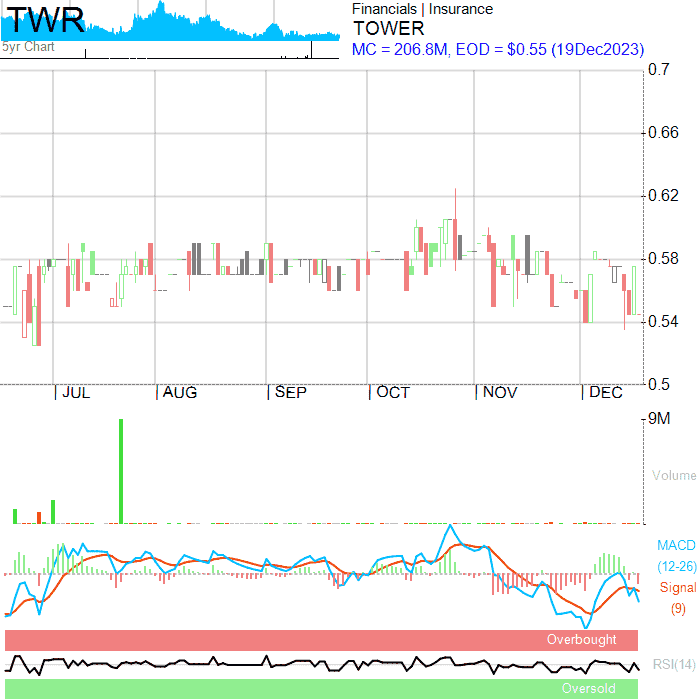 TWR
5yr Chart
Financials | Insurance
TOWER
MC = 206.8M, EOD = $0.55 (19Dec2023)
0.7
0.66
0.62
0.58
0.54
0.5
JUL AUG SEP OCT NOV DEC
9M
Volume
MACD
(12-26)
Signal
(9)
Overbought
RSI(14)
Oversold